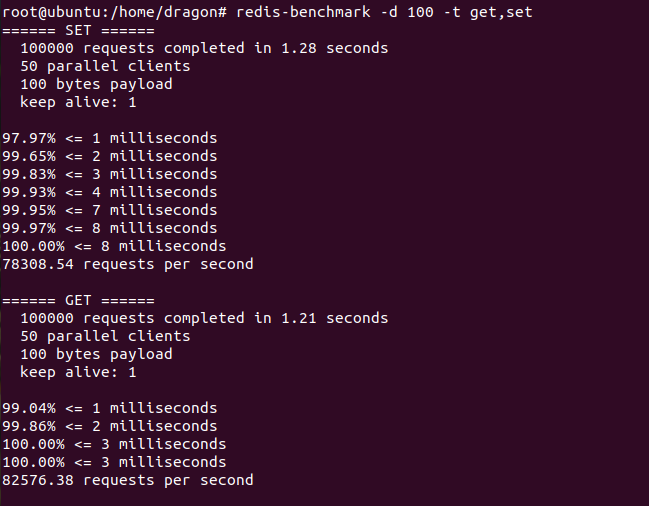 root@ubuntu:/home/dragon# redis-benchmark -d 100 -t get,set
====== SET ======
  100000 requests completed in 1.28 seconds
  50 parallel clients
  100 bytes payload
  keep alive: 1

97.97% <= 1 milliseconds
99.65% <= 2 milliseconds
99.83% <= 3 milliseconds
99.93% <= 4 milliseconds
99.95% <= 7 milliseconds
99.97% <= 8 milliseconds
100.00% <= 8 milliseconds
78308.54 requests per second

====== GET ======
  100000 requests completed in 1.21 seconds
  50 parallel clients
  100 bytes payload
  keep alive: 1

99.04% <= 1 milliseconds
99.86% <= 2 milliseconds
100.00% <= 3 milliseconds
100.00% <= 3 milliseconds
82576.38 requests per second